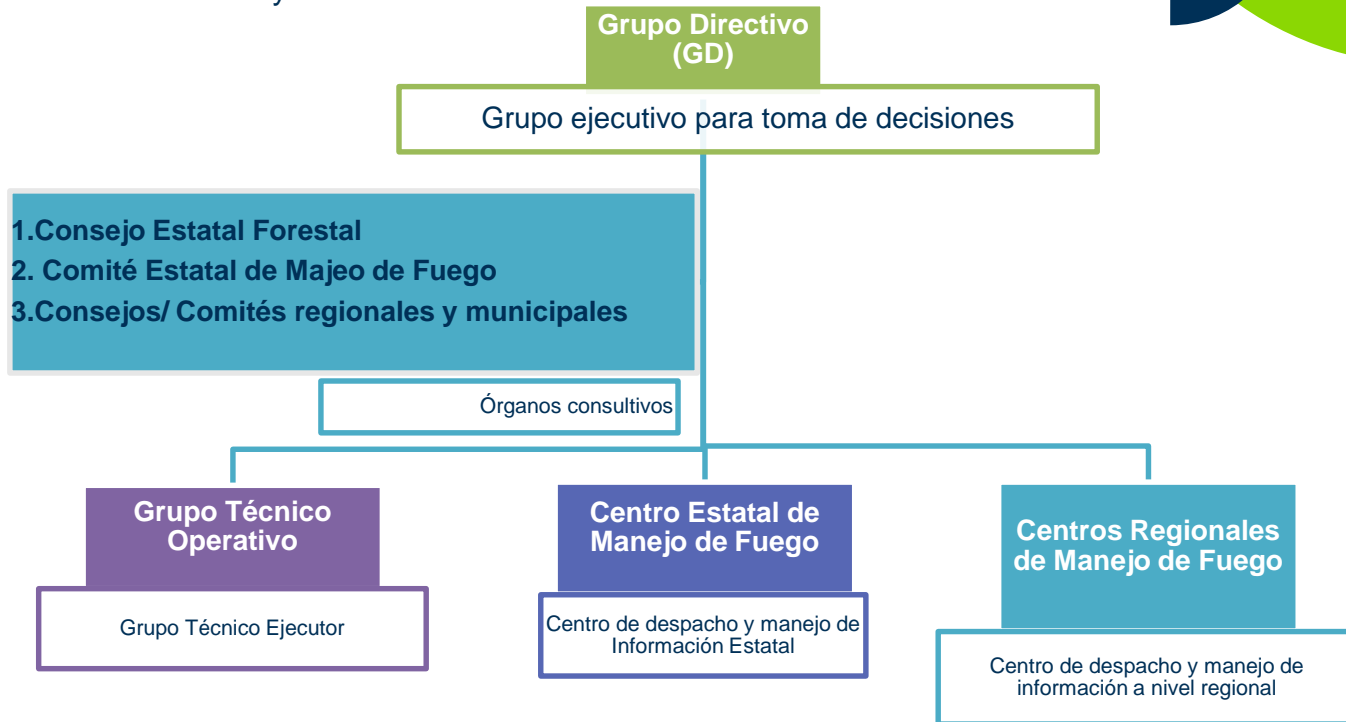 y
Grupo Directivo
(GD)
Grupo ejecutivo para toma de decisiones
1.Consejo Estatal Forestal
2. Comité Estatal de Majeo de Fuego
3.Consejos/ Comités regionales y municipales
Órganos consultivos
Grupo Técnico
Operativo
Grupo Técnico Ejecutor
Centro Estatal de
Manejo de Fuego
Centro de despacho y manejo de
Información Estatal
Centros Regionales
de Manejo de Fuego
Centro de despacho y manejo de
información a nivel regional